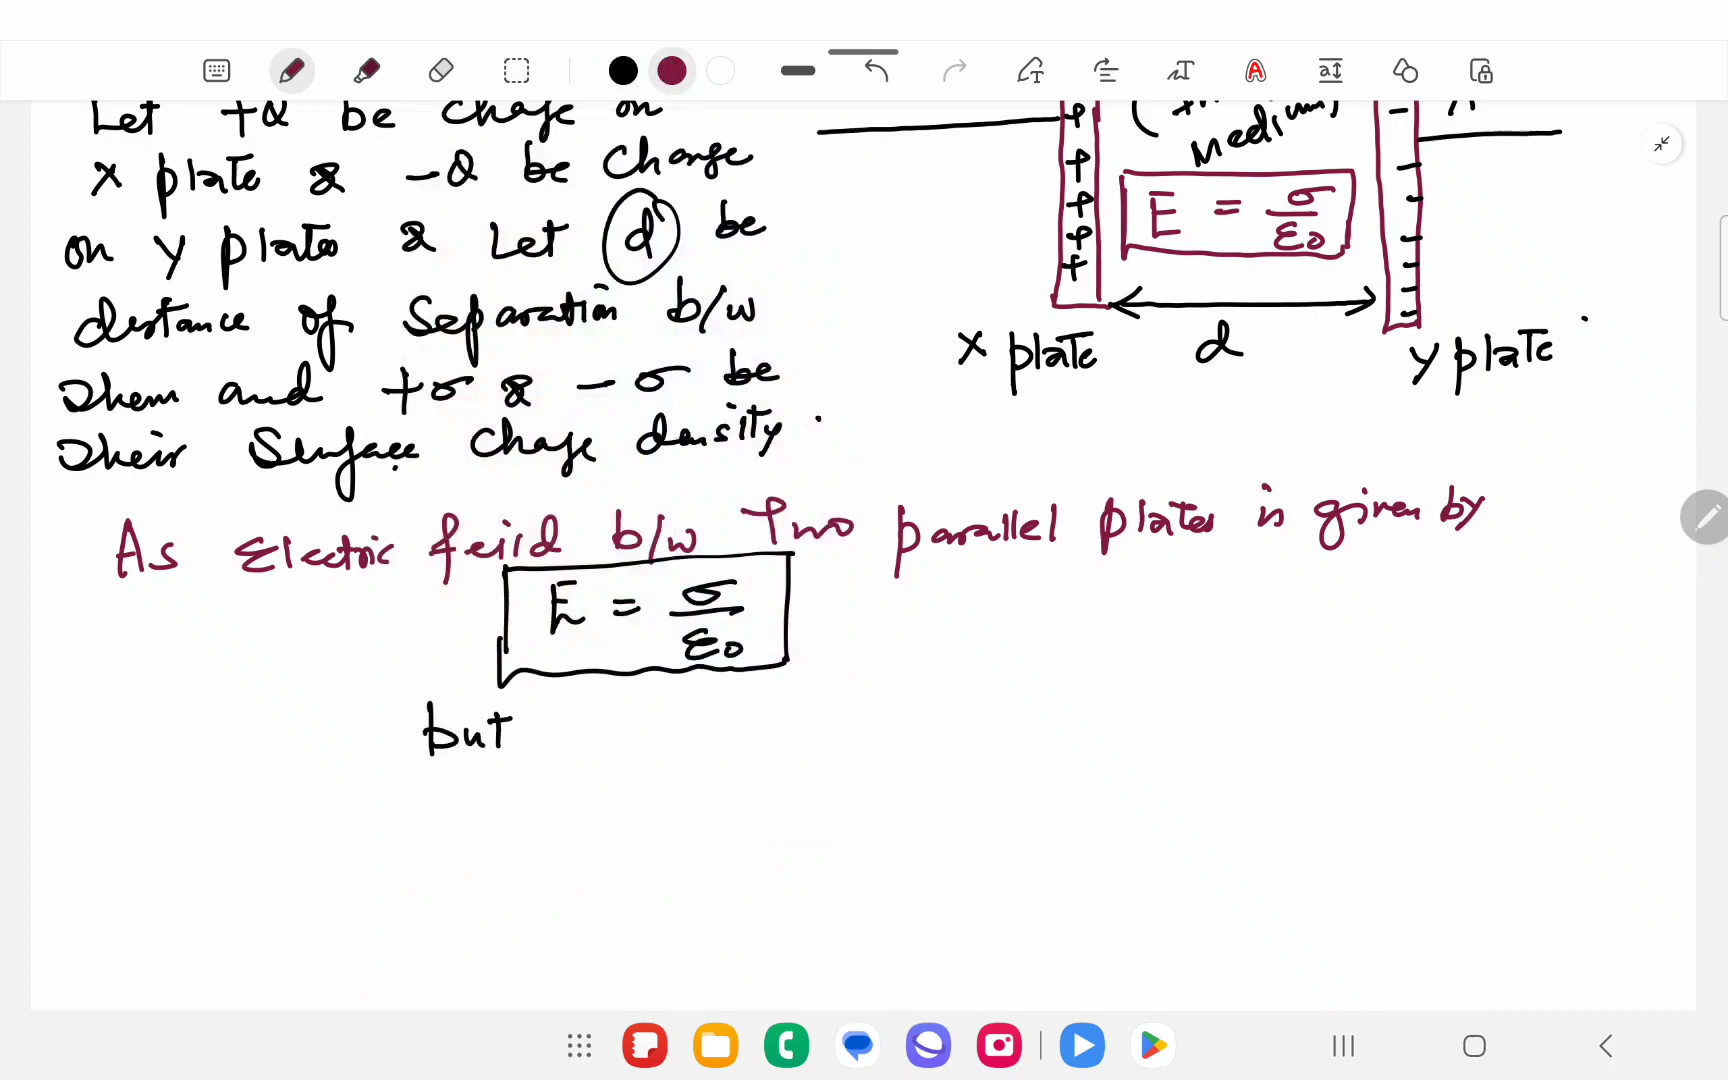 Let +Q be Charge on
X plate & -Q be Charge
on Y plates & Let d be
distance of Separation b/w
them and +σ & -σ be
their Surface Charge density.
(
Medium)
E = σ/ε0
X plate d Y plate.
As Electric feild b/w Two parallel plates is given by
E = σ/ε0
but